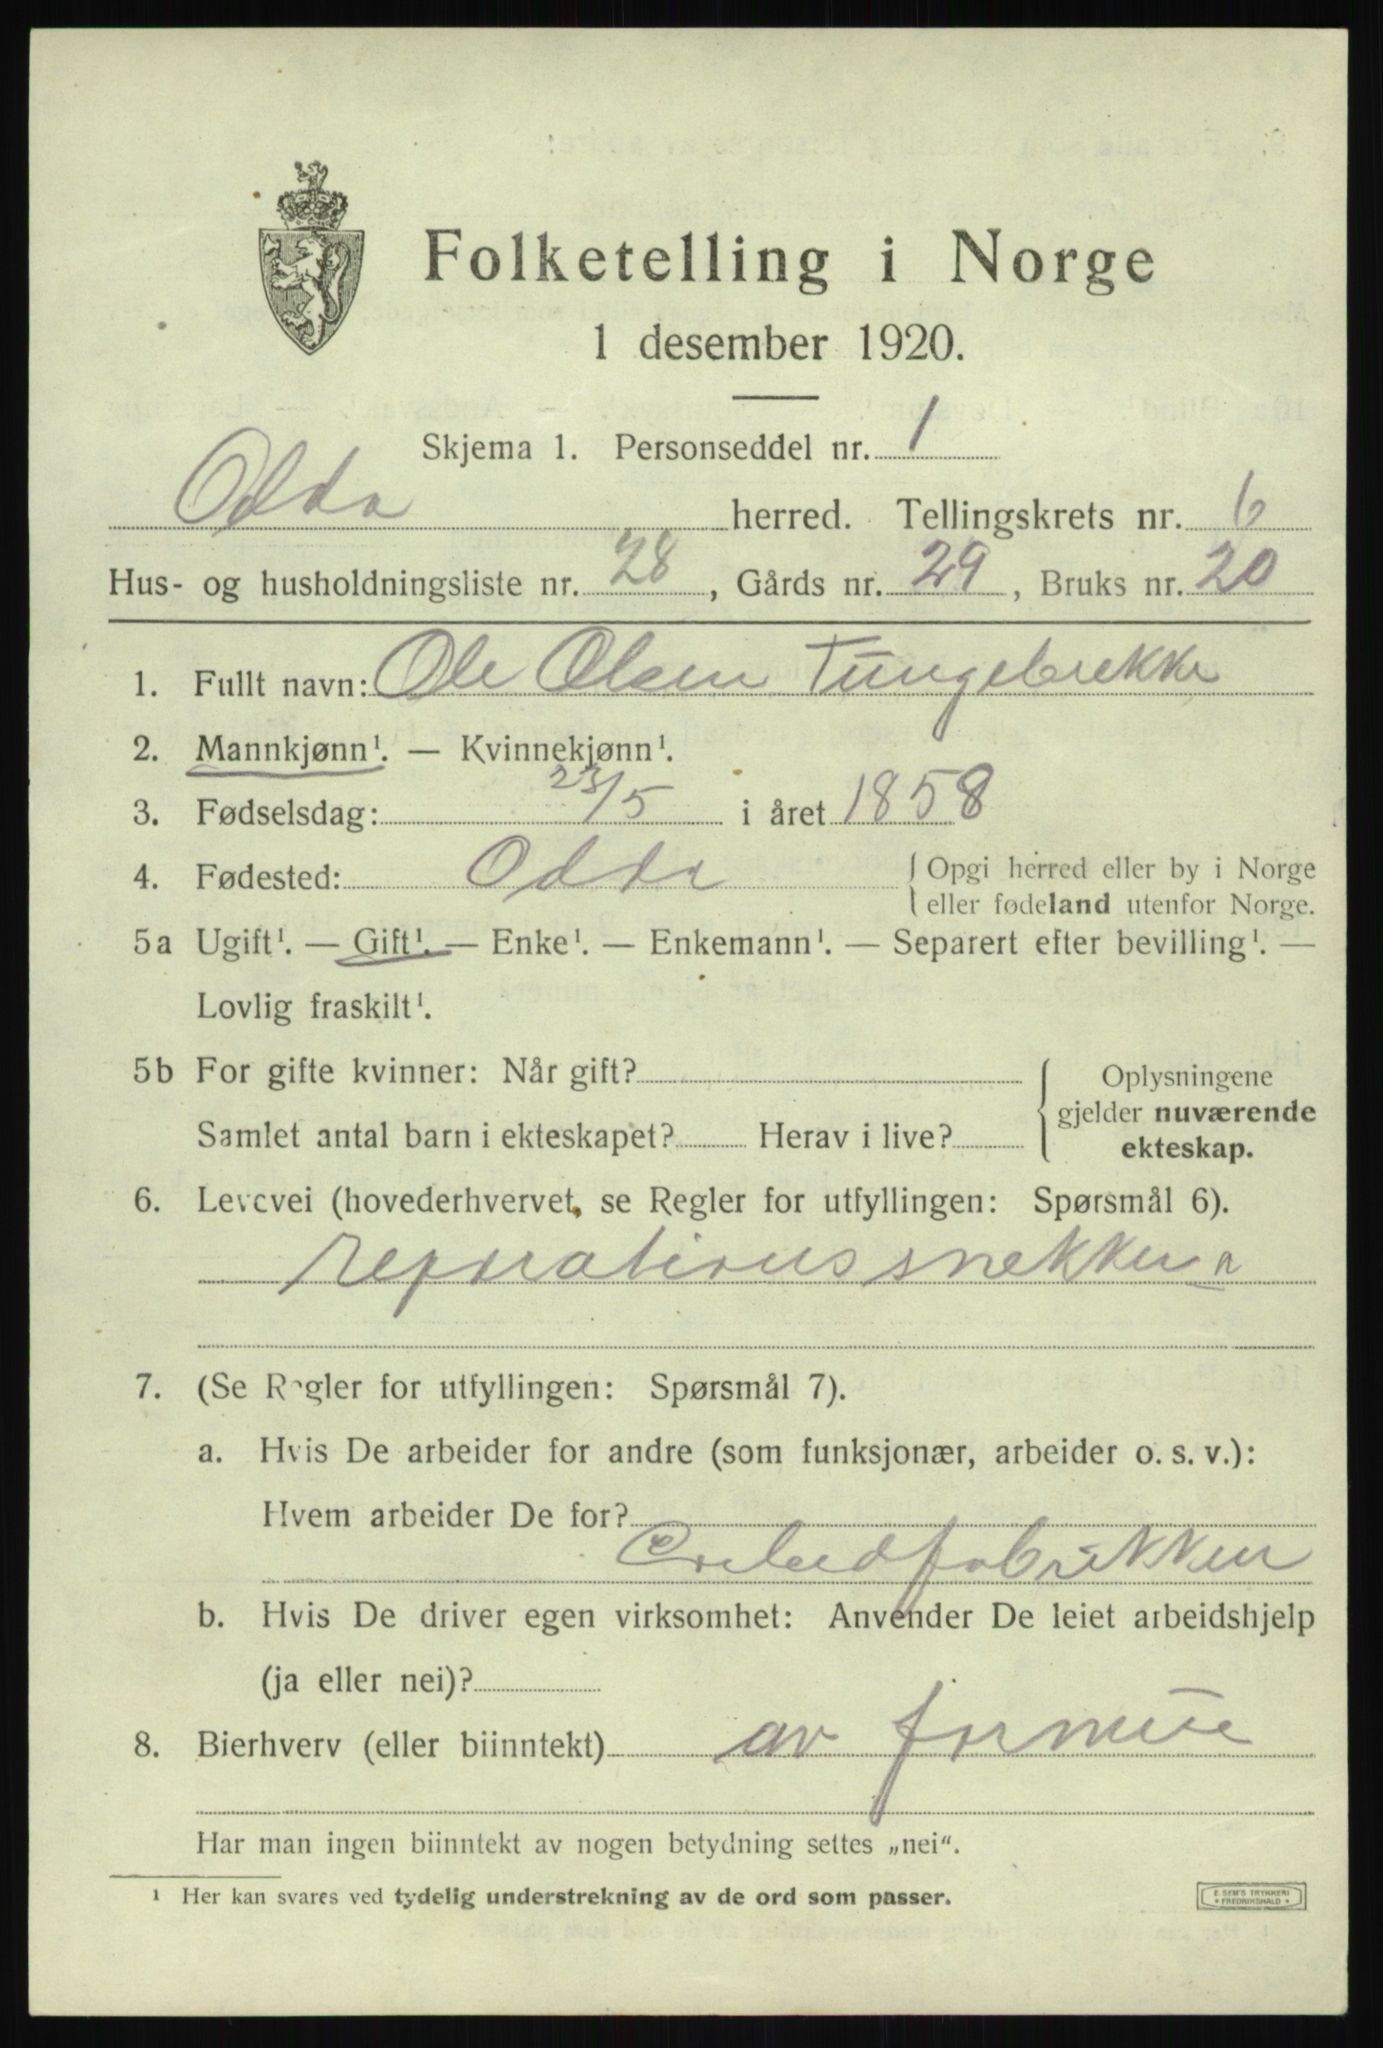 Folketelling i Norge
1 desember 1920.
Skjema 1. Personseddel nr. 1
Odda herred. Tellingskrets nr. 6
Hus- og husholdningsliste nr. 28, Gårds nr. 29, Bruks nr. 20
1. Fullt navn: Ole Olsen Tungebrekke
2. Mannkjønn¹. — Kvinnekjønn¹.
3. Fødselsdag: 23/5 i året 1858
4. Fødested: Odda { Opgi herred eller by i Norge
eller fødeland utenfor Norge.
5a Ugift¹. — Gift¹. — Enke¹. — Enkemann¹. — Separert efter bevilling¹. —
Lovlig fraskilt¹.
5b For gifte kvinner: Når gift? { Oplysningene
gjelder nuværende
Samlet antal barn i ekteskapet? Herav i live?
ekteskap.
6. Levevei (hovederhvervet, se Regler for utfyllingen: Spørsmål 6).
reparationssnekker
7. (Se Regler for utfyllingen: Spørsmål 7).
a. Hvis De arbeider for andre (som funksjonær, arbeider o. s. v.):
Hvem arbeider De for?
fabrikken
b. Hvis De driver egen virksomhet: Anvender De leiet arbeidshjelp
(ja eller nei)?
8. Bierhverv (eller biinntekt) av formue
Har man ingen biinntekt av nogen betydning settes „nei“.
¹ Her kan svares ved tydelig understrekning av de ord som passer.
E. SEM'S TRYKKERI
FREDRIKSHALD